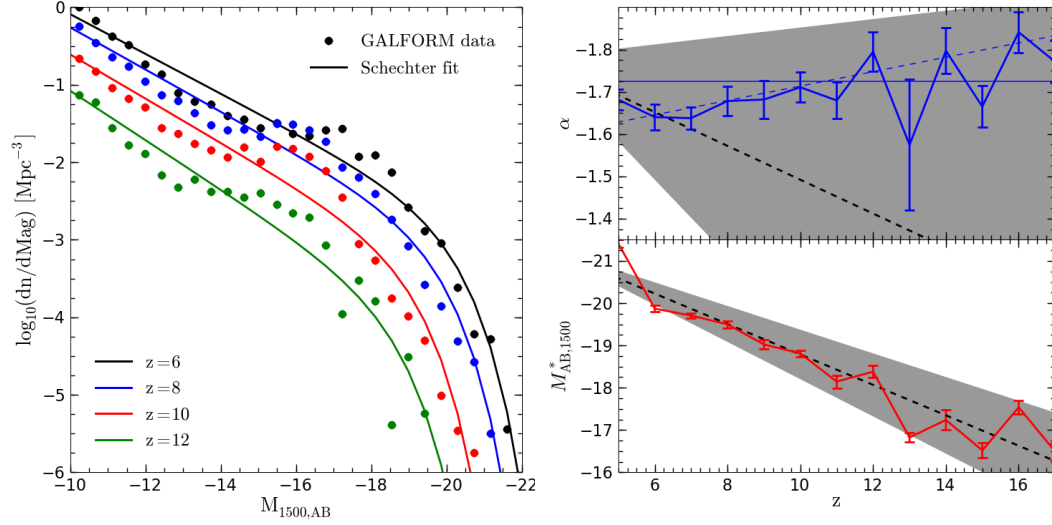 0
−1
−2
−3
−4
−5
−6
log₁₀(dn/dMag) [Mpc⁻³]
GALFORM data
Schechter fit
z = 6
z = 8
z = 10
z = 12
−10 −12 −14 −16 −18 −20 −22
M₁₅₀₀,AB
−1.8
−1.7
−1.6
−1.5
−1.4
α
−21
−20
−19
−18
−17
−16
M*AB,1500
6 8 10 12 14 16
z